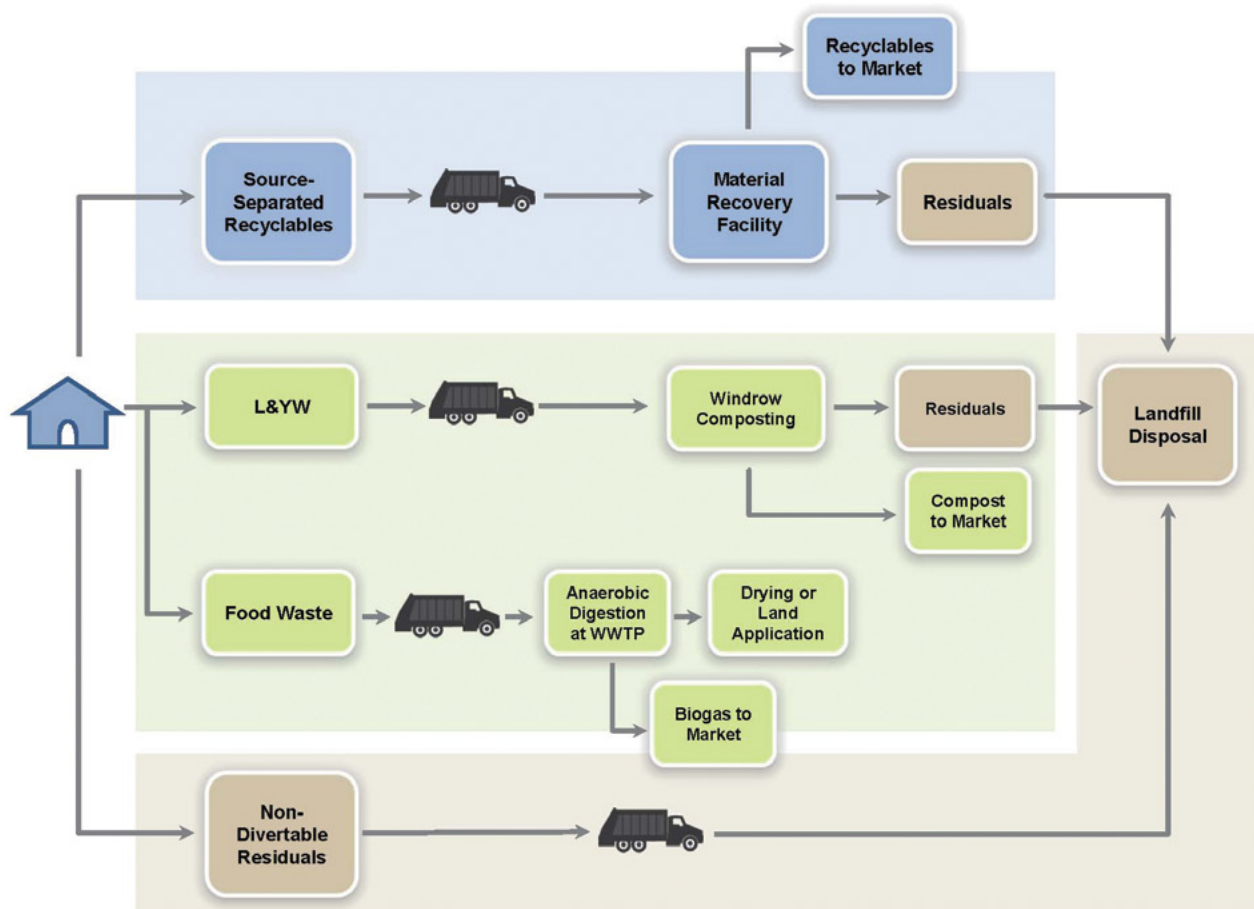 Recyclables
to Market
Source-
Separated
Recyclables
Material
Recovery
Facility
Residuals
L&YW
Windrow
Composting
Residuals
Landfill
Disposal
Compost
to Market
Food Waste
Anaerobic
Digestion
at WWTP
Drying or
Land
Application
Biogas to
Market
Non-
Divertable
Residuals